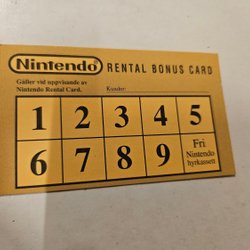 Nintendo RENTAL BONUS CARD
Gäller vid uppvisande av
Nintendo Rental Card. Kundnr:
1 2 3 4 5
6 7 8 9 Fri
Nintendo
hyrkassett